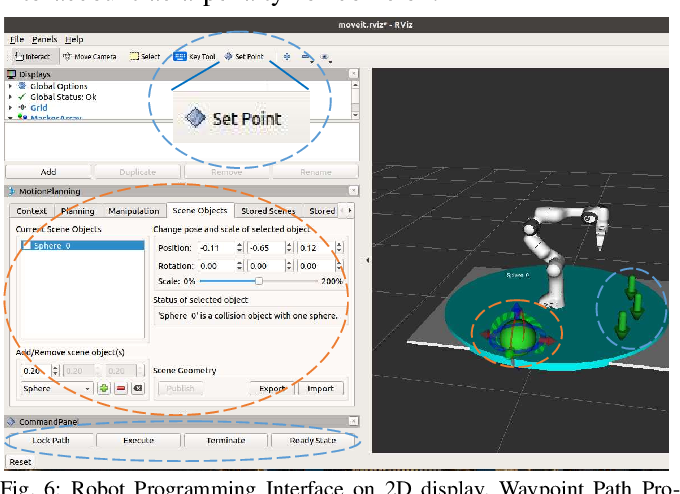 moveit.rviz* - RViz
File Panels Help
Interact Move Camera Select Key Tool Set Point
Displays
Global Options
Global Status: Ok
Grid
MarkerArray
Set Point
Add Duplicate Remove Rename
MotionPlanning
Context Planning Manipulation Scene Objects Stored Scenes Stored
Current Scene Objects
Sphere_0
Change pose and scale of selected object
Position: -0.11 -0.65 0.12
Rotation: 0.00 0.00 0.00
Scale: 0% 200%
Status of selected object
'Sphere_0' is a collision object with one sphere.
Add/Remove scene object(s)
0.20 0.20 0.20
Sphere
Scene Geometry
Publish Export Import
CommandPanel
Lock Path Execute Terminate Ready State
Reset
Sphere_0
Fig. 6: Robot Programming Interface on 2D display. Waypoint Path Pro-